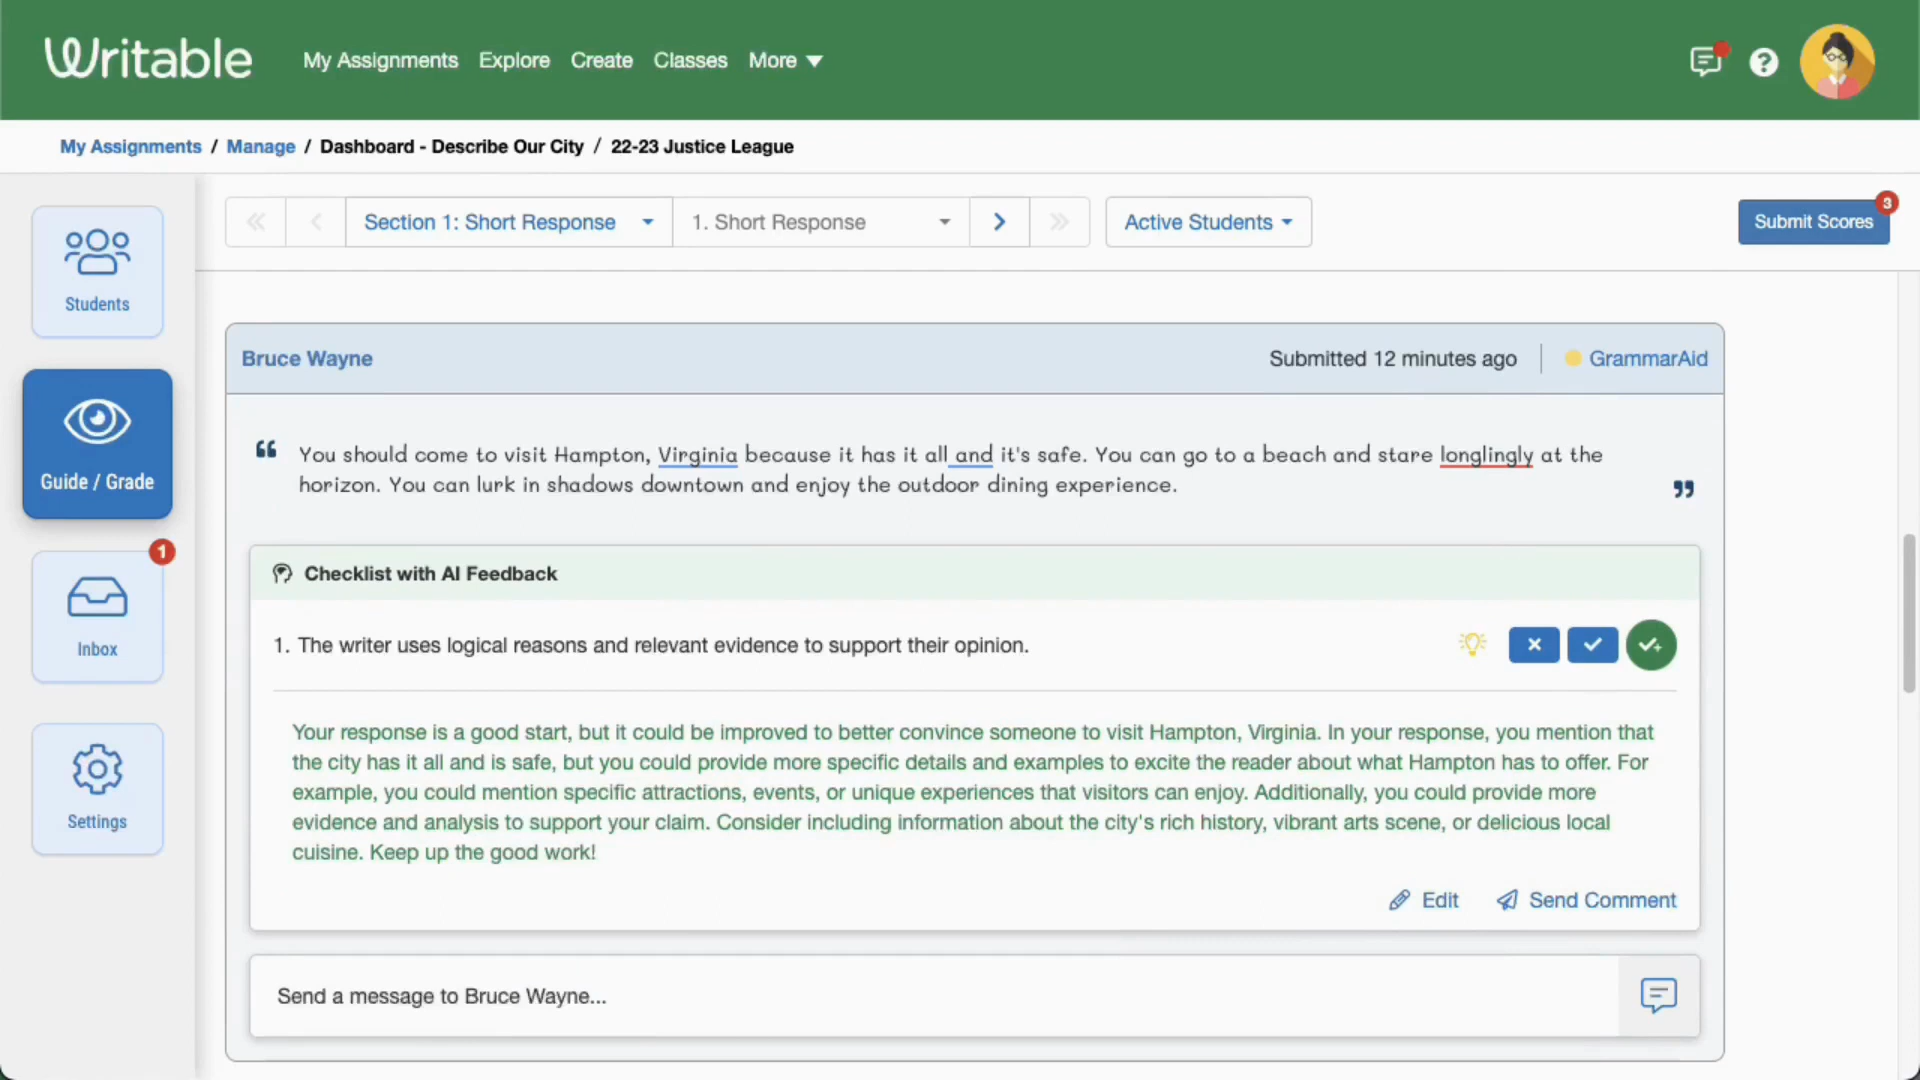 Writable My Assignments Explore Create Classes More ?
My Assignments / Manage / Dashboard - Describe Our City / 22-23 Justice League
Students
Guide / Grade
1
Inbox
Settings
« ‹ Section 1: Short Response 1. Short Response › » Active Students Submit Scores 3
Bruce Wayne Submitted 12 minutes ago GrammarAid
“ You should come to visit Hampton, Virginia because it has it all and it's safe. You can go to a beach and stare longlingly at the
horizon. You can lurk in shadows downtown and enjoy the outdoor dining experience. ”
Checklist with AI Feedback
1. The writer uses logical reasons and relevant evidence to support their opinion.
Your response is a good start, but it could be improved to better convince someone to visit Hampton, Virginia. In your response, you mention that
the city has it all and is safe, but you could provide more specific details and examples to excite the reader about what Hampton has to offer. For
example, you could mention specific attractions, events, or unique experiences that visitors can enjoy. Additionally, you could provide more
evidence and analysis to support your claim. Consider including information about the city's rich history, vibrant arts scene, or delicious local
cuisine. Keep up the good work!
Edit Send Comment
Send a message to Bruce Wayne...